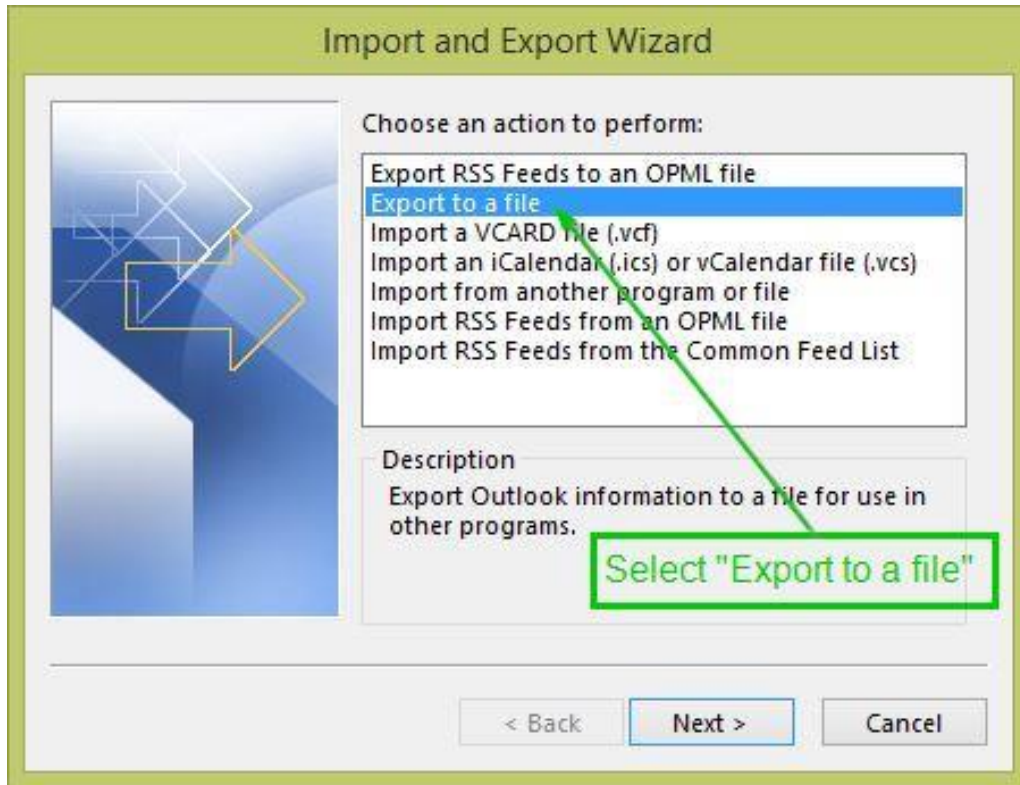 Import and Export Wizard
Choose an action to perform:
Export RSS Feeds to an OPML file
Export to a file
Import a VCARD file (.vcf)
Import an iCalendar (.ics) or vCalendar file (.vcs)
Import from another program or file
Import RSS Feeds from an OPML file
Import RSS Feeds from the Common Feed List
Description
Export Outlook information to a file for use in
other programs.
Select "Export to a file"
< Back
Next >
Cancel